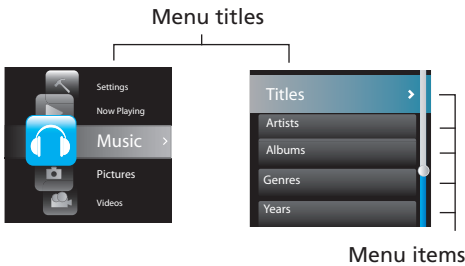 Menu titles
Settings
Now Playing
Music
Pictures
Videos
Titles
Artists
Albums
Genres
Years
Menu items